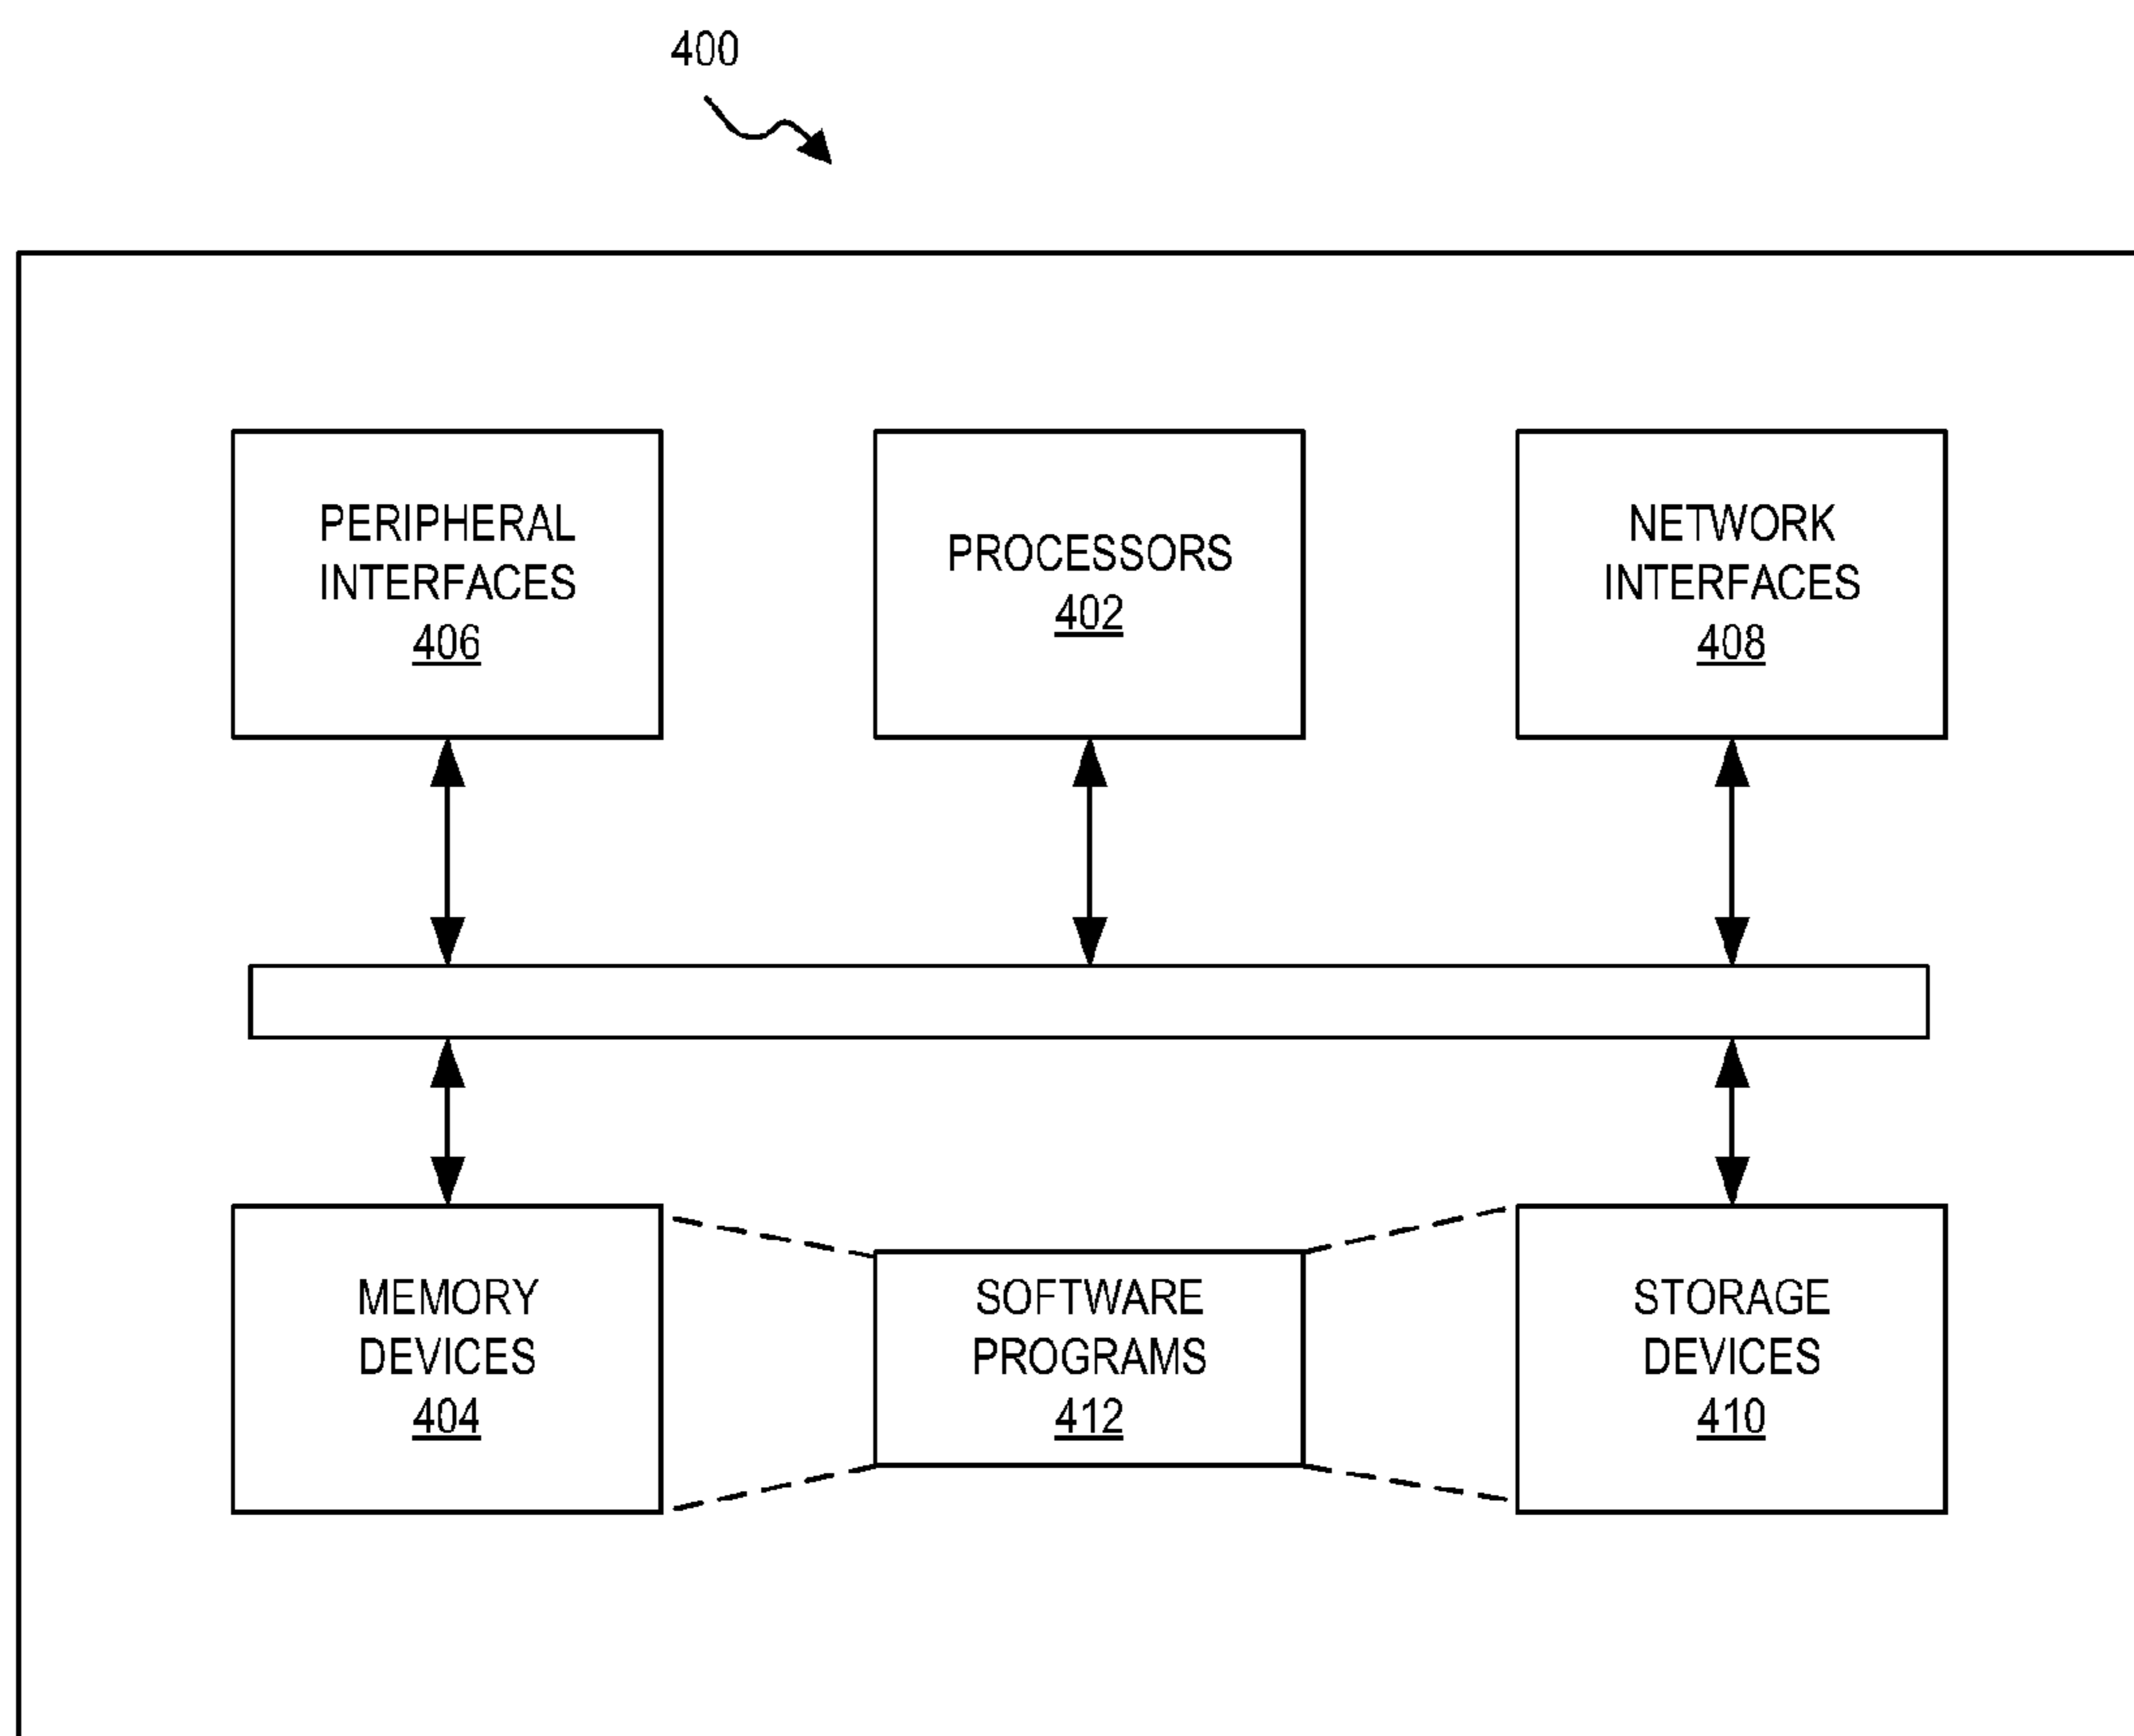 400
PERIPHERAL
INTERFACES
406
PROCESSORS
402
NETWORK
INTERFACES
408
MEMORY
DEVICES
404
SOFTWARE
PROGRAMS
412
STORAGE
DEVICES
410